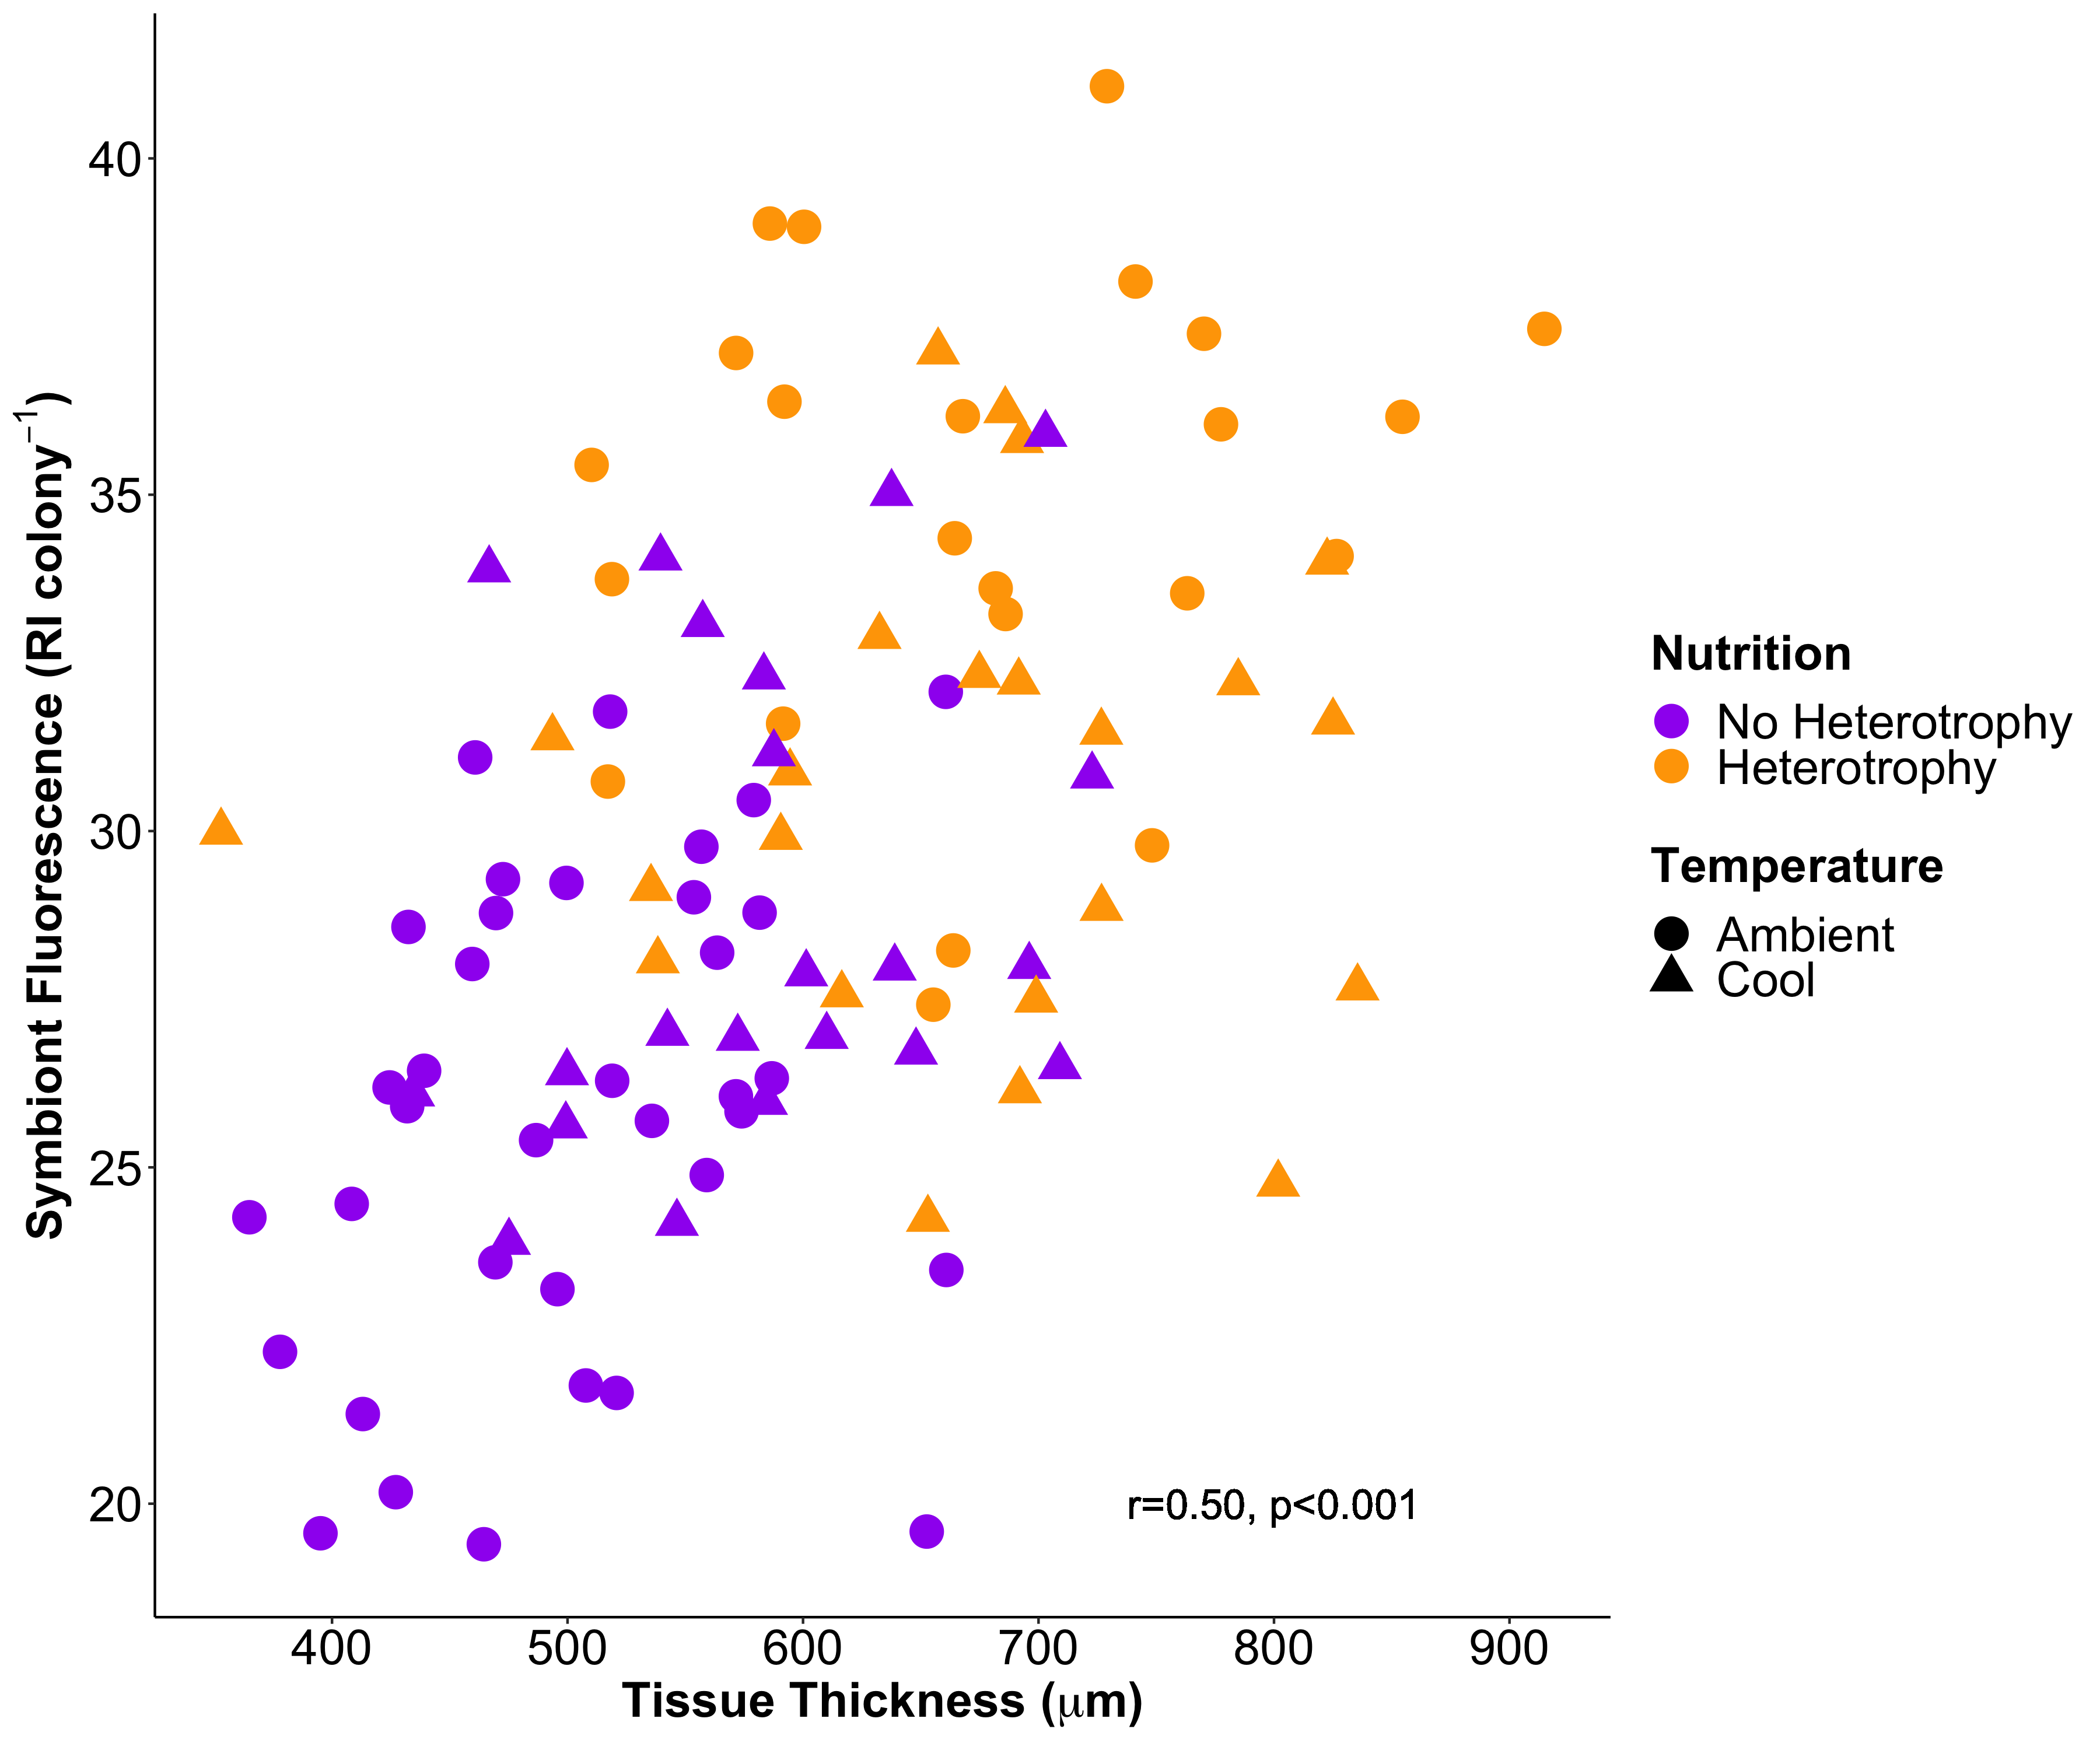 Symbiont Fluorescence (RI colony⁻¹)
40
35
30
25
20
r=0.50, p<0.001
400 500 600 700 800 900
Tissue Thickness (μm)
Nutrition
No Heterotrophy
Heterotrophy
Temperature
Ambient
Cool